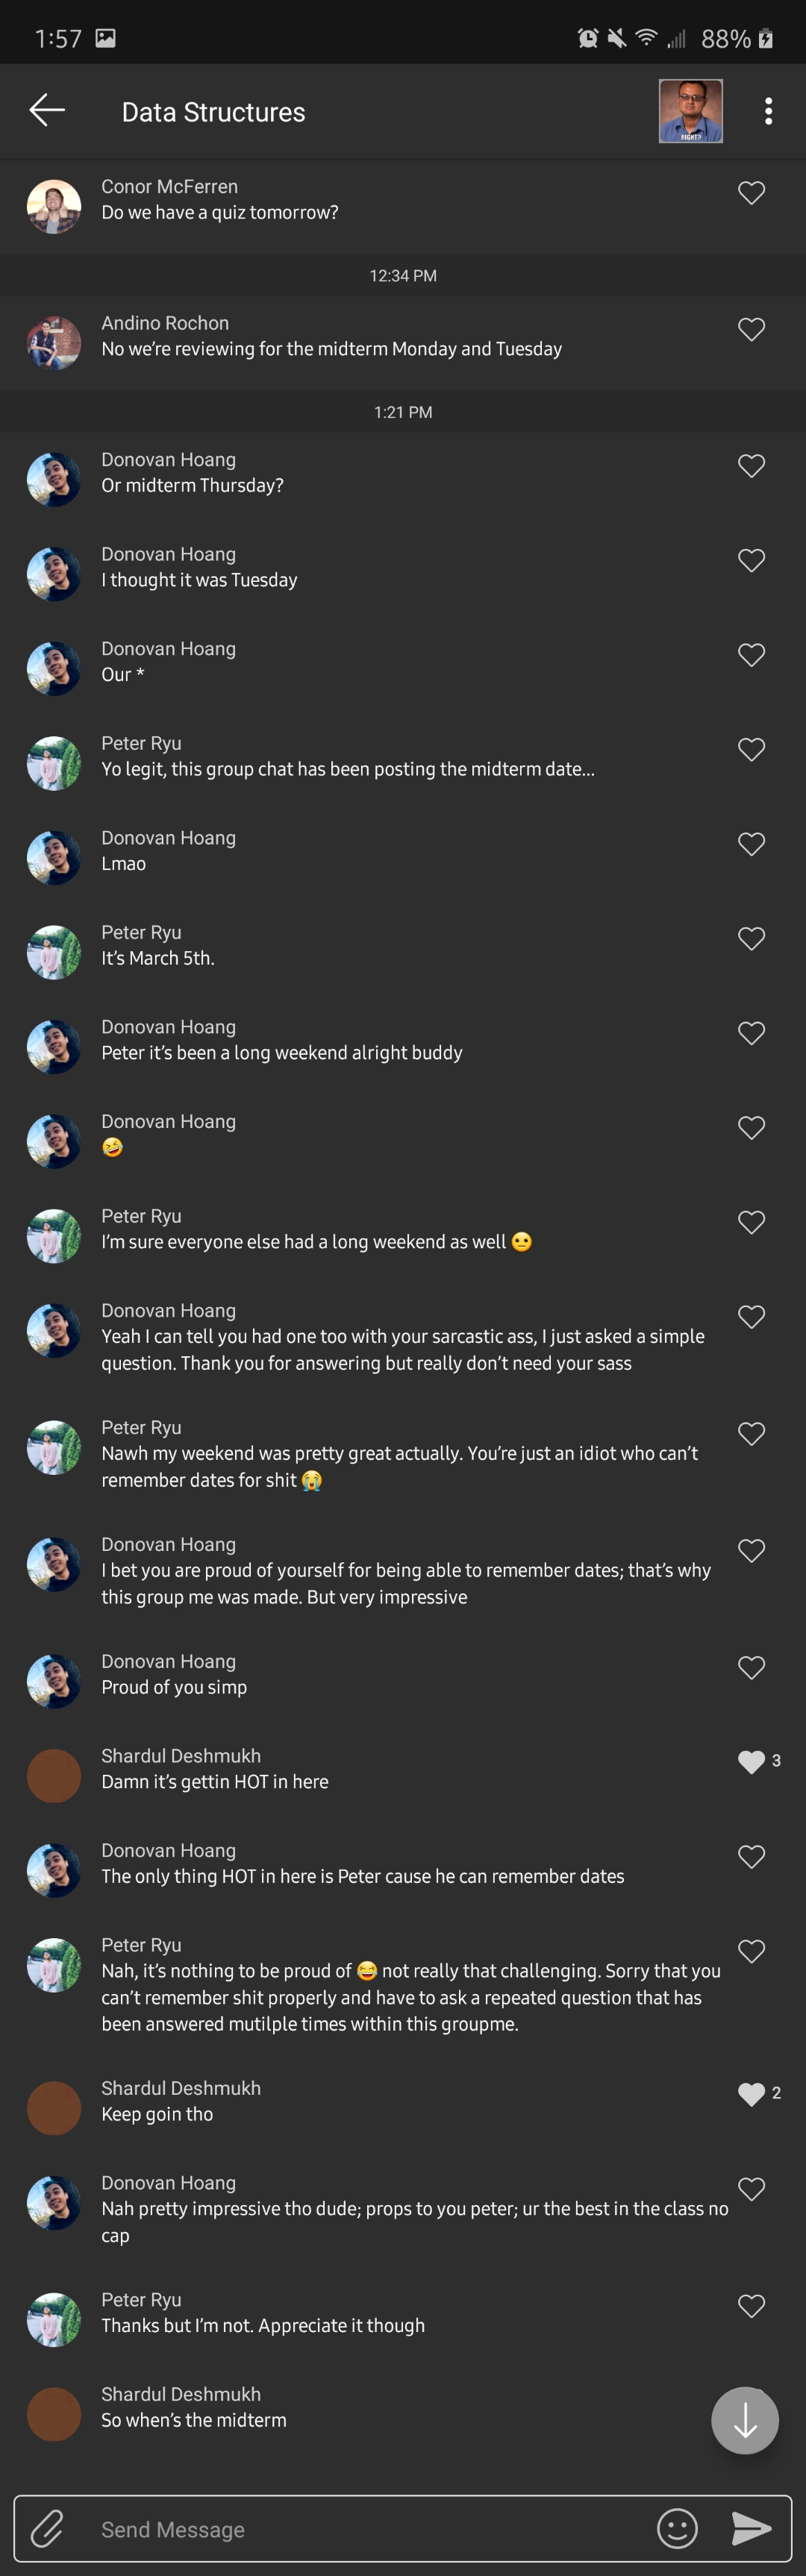 1:57 88%
Data Structures
RIGHT?
Conor McFerren
Do we have a quiz tomorrow?
12:34 PM
Andino Rochon
No we're reviewing for the midterm Monday and Tuesday
1:21 PM
Donovan Hoang
Or midterm Thursday?
Donovan Hoang
I thought it was Tuesday
Donovan Hoang
Our *
Peter Ryu
Yo legit, this group chat has been posting the midterm date...
Donovan Hoang
Lmao
Peter Ryu
It's March 5th.
Donovan Hoang
Peter it's been a long weekend alright buddy
Donovan Hoang
🤣
Peter Ryu
I'm sure everyone else had a long weekend as well 😐
Donovan Hoang
Yeah I can tell you had one too with your sarcastic ass, I just asked a simple
question. Thank you for answering but really don't need your sass
Peter Ryu
Nawh my weekend was pretty great actually. You're just an idiot who can't
remember dates for shit 😭
Donovan Hoang
I bet you are proud of yourself for being able to remember dates; that's why
this group me was made. But very impressive
Donovan Hoang
Proud of you simp
Shardul Deshmukh
3
Damn it's gettin HOT in here
Donovan Hoang
The only thing HOT in here is Peter cause he can remember dates
Peter Ryu
Nah, it's nothing to be proud of 😂 not really that challenging. Sorry that you
can't remember shit properly and have to ask a repeated question that has
been answered mutilple times within this groupme.
Shardul Deshmukh
2
Keep goin tho
Donovan Hoang
Nah pretty impressive tho dude; props to you peter; ur the best in the class no
cap
Peter Ryu
Thanks but I'm not. Appreciate it though
Shardul Deshmukh
So when's the midterm
Send Message